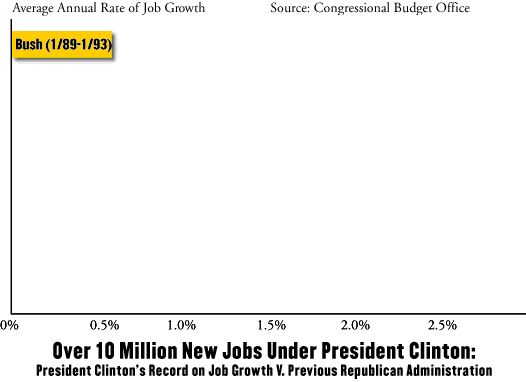 Average Annual Rate of Job Growth Source: Congressional Budget Office
Bush (1/89-1/93)
0% 0.5% 1.0% 1.5% 2.0% 2.5%
Over 10 Million New Jobs Under President Clinton:
President Clinton's Record on Job Growth V. Previous Republican Administration